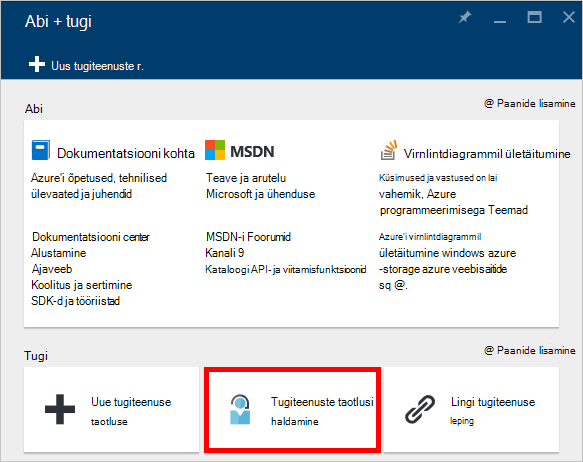 Abi + tugi
Uus tugiteenuste r.
Abi
@ Paanide lisamine
Dokumentatsiooni kohta
Azure'i õpetused, tehnilised
ülevaated ja juhendid
Dokumentatsiooni center
Alustamine
Ajaveeb
Koolitus ja sertimine
SDK-d ja tööriistad
MSDN
Teave ja arutelu
Microsoft ja ühenduse
MSDN-i Foorumid
Kanali 9
Kataloogi API- ja viitamisfunktsioonid
Virnlintdiagrammil ületäitumine
Küsimused ja vastused on lai
vahemik, Azure
programmeerimisega Teemad
Azure'i virnlintdiagrammil
ületäitumine windows azure
-storage azure veebisaitide
sq @.
Tugi
@ Paanide lisamine
Uue tugiteenuse
taotluse
Tugiteenuste taotlusi
haldamine
Lingi tugiteenuse
leping